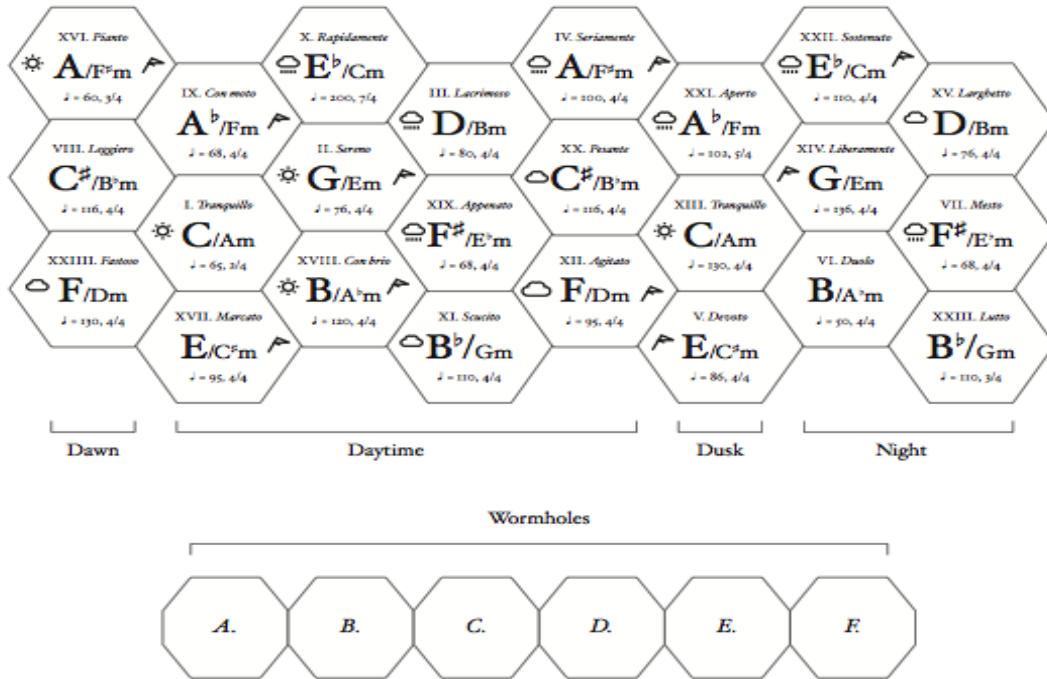 XVI. Pianto
A/F♯m
♩ = 60, 3/4
VIII. Leggiero
C♯/B♭m
♩ = 116, 4/4
XXIIII. Fastoso
F/Dm
♩ = 130, 4/4
IX. Con moto
A♭/Fm
♩ = 68, 4/4
I. Tranquillo
C/Am
♩ = 65, 2/4
XVII. Marcato
E/C♯m
♩ = 95, 4/4
X. Rapidamente
E♭/Cm
♩ = 200, 7/4
II. Sereno
G/Em
♩ = 76, 4/4
XVIII. Con brio
B/A♭m
♩ = 120, 4/4
III. Lacrimoso
D/Bm
♩ = 80, 4/4
XIX. Appenato
F♯/E♭m
♩ = 68, 4/4
XI. Scucito
B♭/Gm
♩ = 110, 4/4
IV. Seriamente
A/F♯m
♩ = 100, 4/4
XX. Pesante
C♯/B♭m
♩ = 116, 4/4
XII. Agitato
F/Dm
♩ = 95, 4/4
XXI. Aperto
A♭/Fm
♩ = 102, 5/4
XIII. Tranquillo
C/Am
♩ = 130, 4/4
V. Devoto
E/C♯m
♩ = 86, 4/4
XXII. Sostenuto
E♭/Cm
♩ = 110, 4/4
XIV. Liberamente
G/Em
♩ = 136, 4/4
VI. Duolo
B/A♭m
♩ = 50, 4/4
XV. Larghetto
D/Bm
♩ = 76, 4/4
VII. Mesto
F♯/E♭m
♩ = 68, 4/4
XXIII. Lutto
B♭/Gm
♩ = 110, 3/4
Dawn
Daytime
Dusk
Night
Wormholes
A.
B.
C.
D.
E.
F.